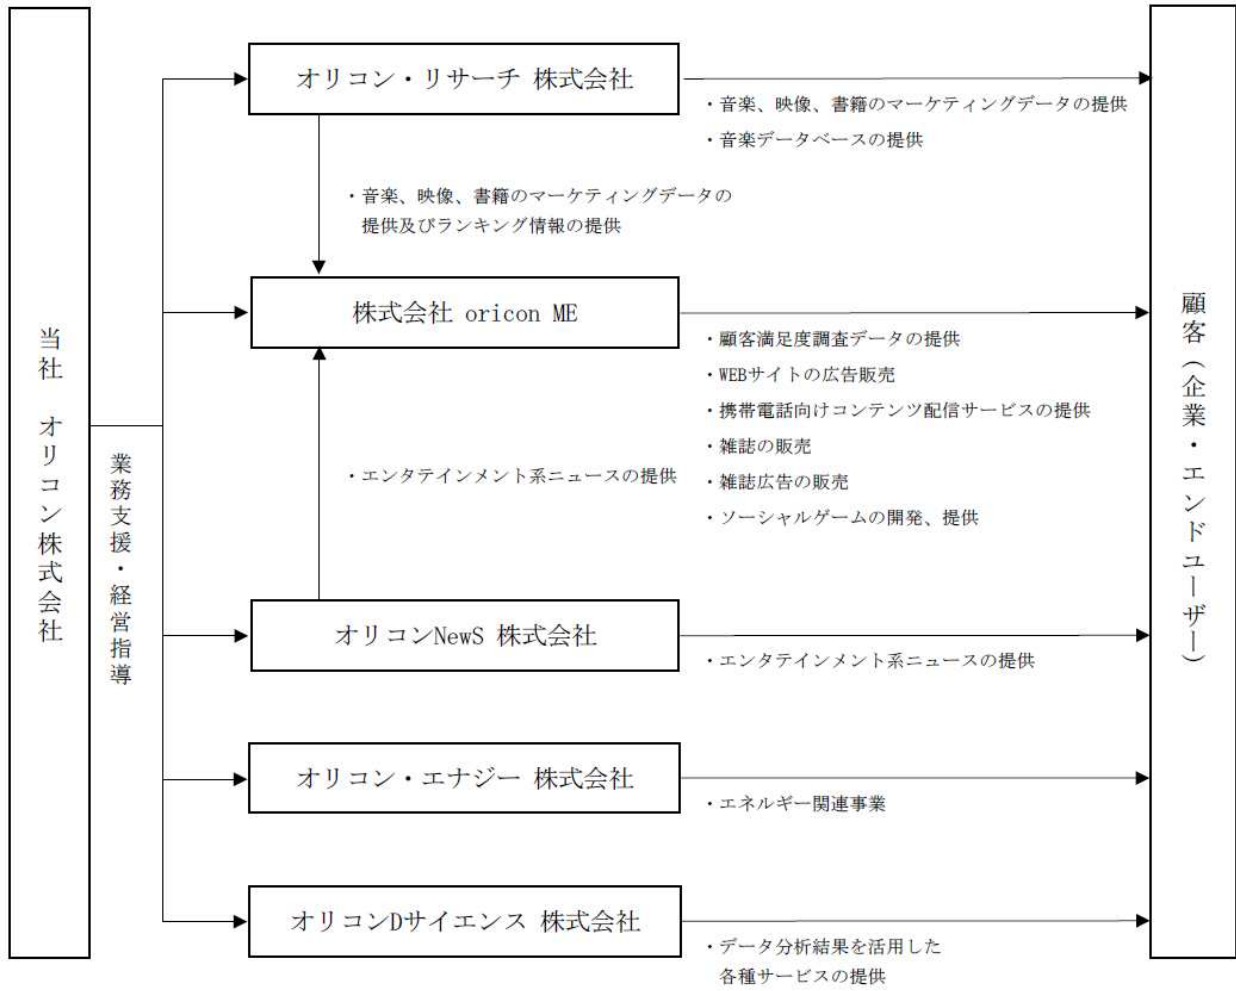 当社 オリコン株式会社
業務支援・経営指導
オリコン・リサーチ 株式会社
・音楽、映像、書籍のマーケティングデータの提供
・音楽データベースの提供
・音楽、映像、書籍のマーケティングデータの
提供及びランキング情報の提供
株式会社 oricon ME
・顧客満足度調査データの提供
・WEBサイトの広告販売
・携帯電話向けコンテンツ配信サービスの提供
・雑誌の販売
・雑誌広告の販売
・ソーシャルゲームの開発、提供
・エンタテインメント系ニュースの提供
オリコンNewS 株式会社
・エンタテインメント系ニュースの提供
オリコン・エナジー 株式会社
・エネルギー関連事業
オリコンDサイエンス 株式会社
・データ分析結果を活用した
各種サービスの提供
顧客（企業・エンドユーザー）